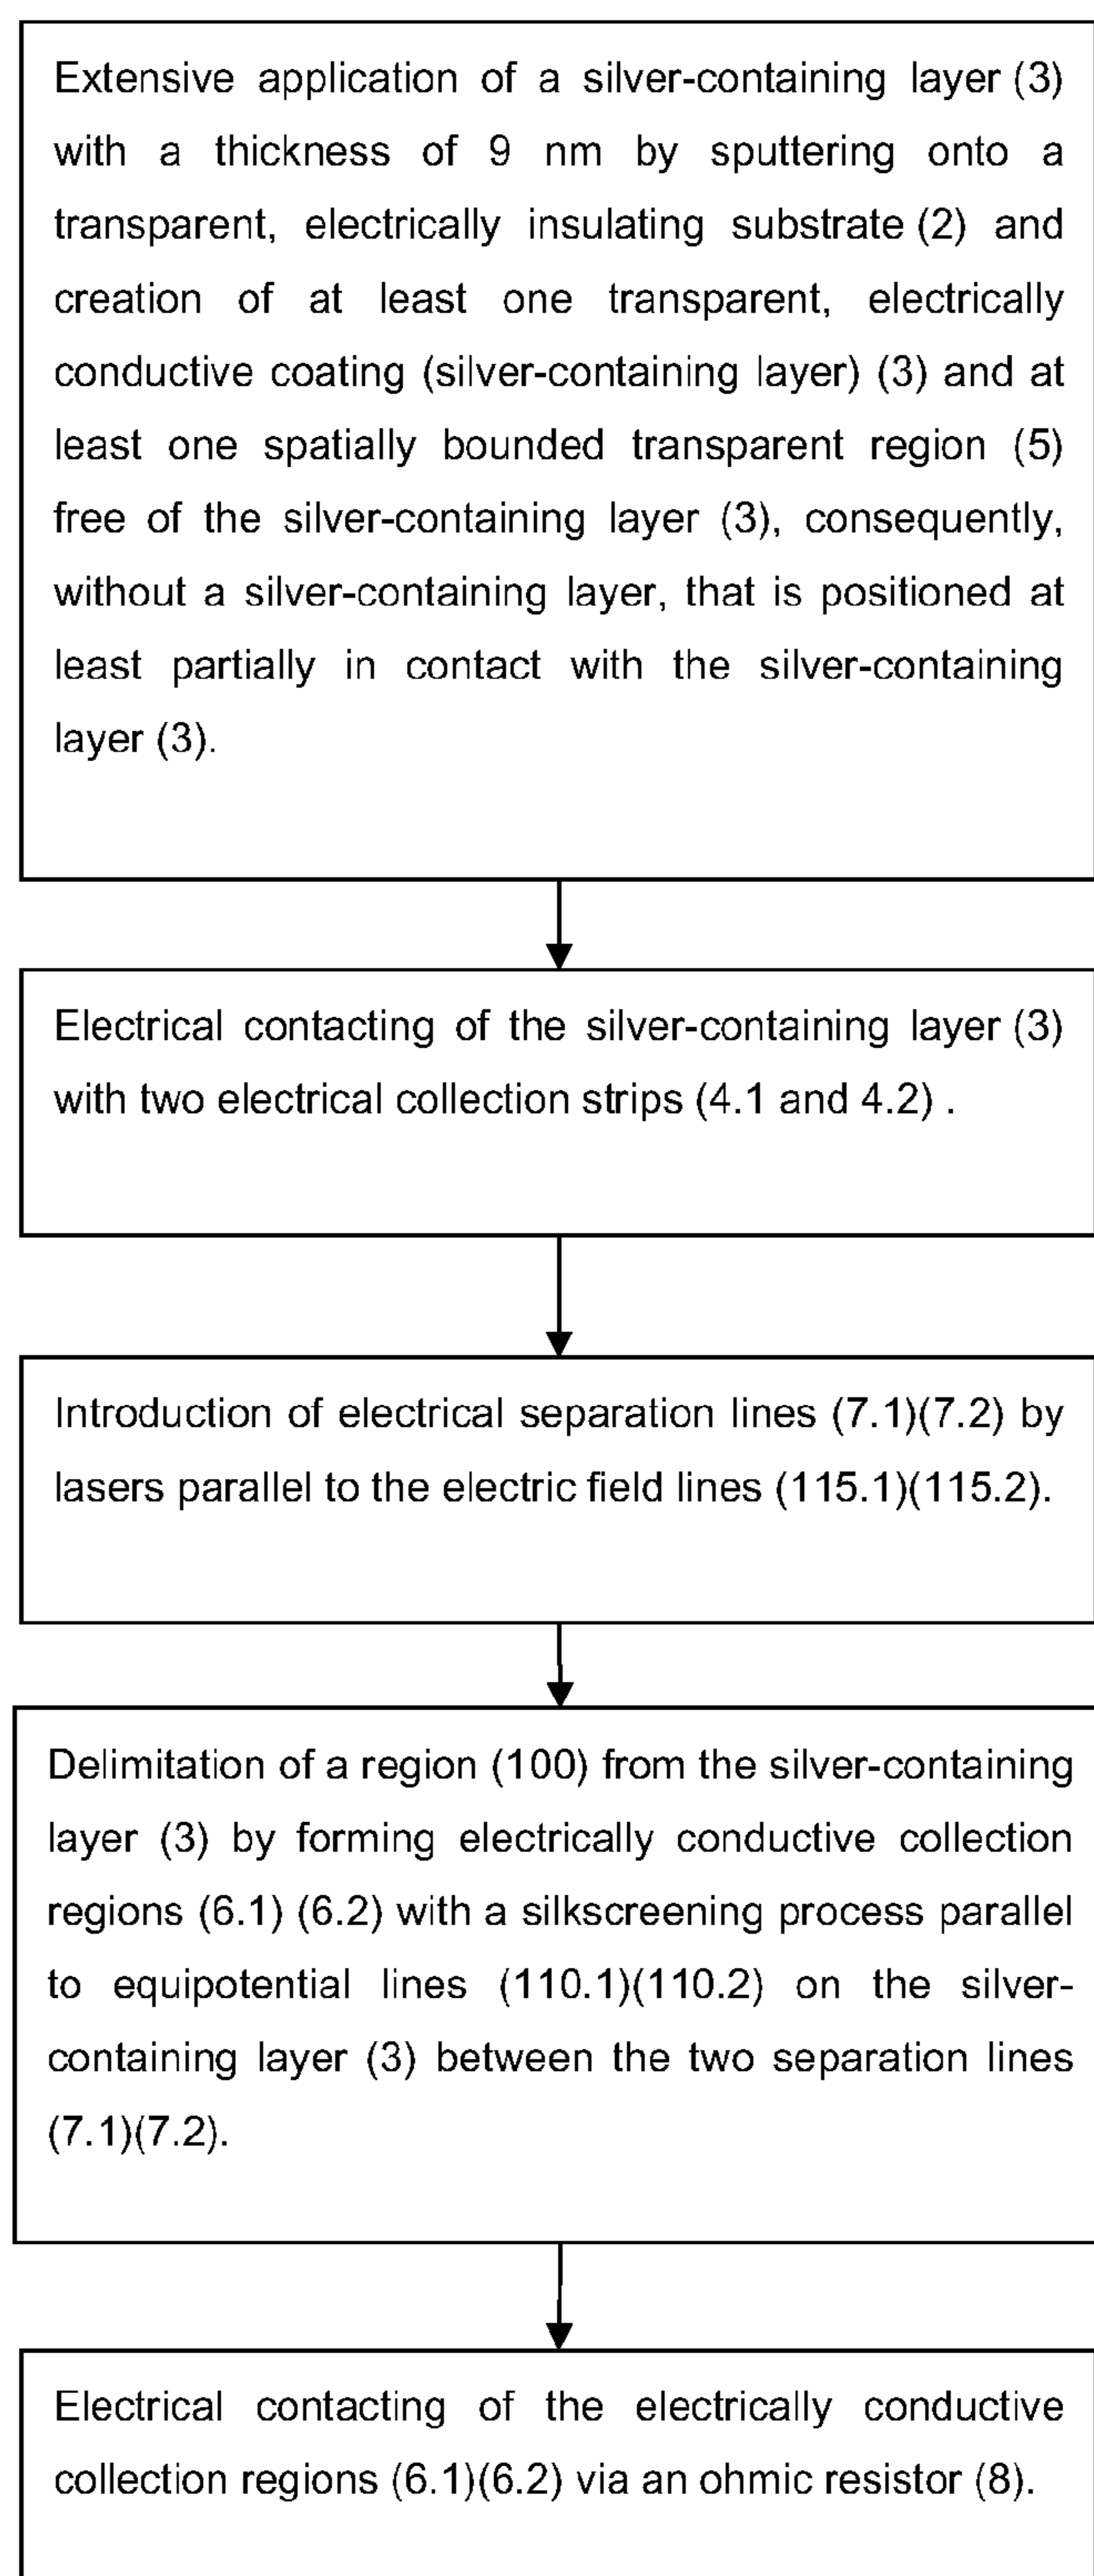 Extensive application of a silver-containing layer (3)
with a thickness of 9 nm by sputtering onto a
transparent, electrically insulating substrate (2) and
creation of at least one transparent, electrically
conductive coating (silver-containing layer) (3) and at
least one spatially bounded transparent region (5)
free of the silver-containing layer (3), consequently,
without a silver-containing layer, that is positioned at
least partially in contact with the silver-containing
layer (3).
Electrical contacting of the silver-containing layer (3)
with two electrical collection strips (4.1 and 4.2) .
Introduction of electrical separation lines (7.1)(7.2) by
lasers parallel to the electric field lines (115.1)(115.2).
Delimitation of a region (100) from the silver-containing
layer (3) by forming electrically conductive collection
regions (6.1) (6.2) with a silkscreening process parallel
to equipotential lines (110.1)(110.2) on the silver-
containing layer (3) between the two separation lines
(7.1)(7.2).
Electrical contacting of the electrically conductive
collection regions (6.1)(6.2) via an ohmic resistor (8).